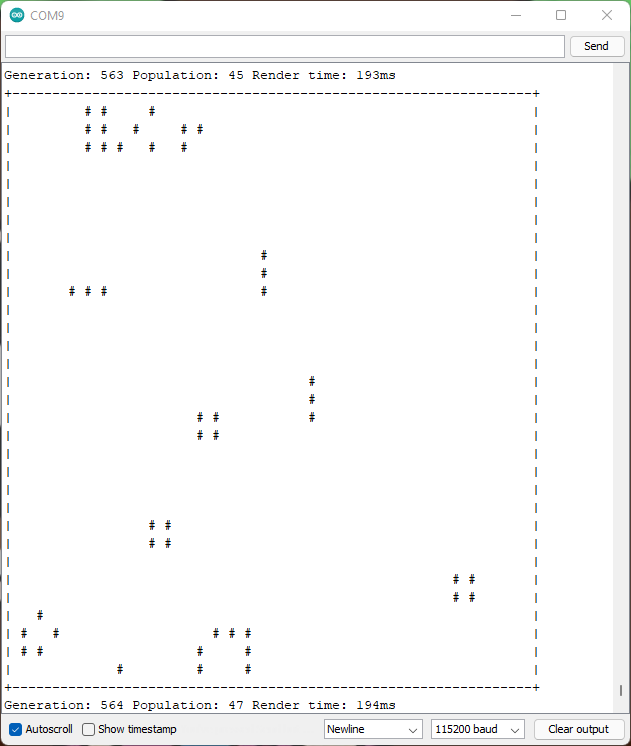 COM9
Send
Generation: 563 Population: 45 Render time: 193ms
+-----------------------------------------------------------------+
|         # #     #                                               |
|         # #   #     # #                                         |
|         # # #   #   #                                           |
|                                                                 |
|                                                                 |
|                                                                 |
|                                                                 |
|                                                                 |
|                               #                                 |
|                               #                                 |
|       # # #                   #                                 |
|                                                                 |
|                                                                 |
|                                                                 |
|                                                                 |
|                                     #                           |
|                                     #                           |
|                       # #           #                           |
|                       # #                                       |
|                                                                 |
|                                                                 |
|                                                                 |
|                                                                 |
|                 # #                                             |
|                 # #                                             |
|                                                                 |
|                                                       # #       |
|                                                       # #       |
|   #                                                             |
| #   #                   # # #                                   |
| # #                   #     #                                   |
|             #         #     #                                   |
+-----------------------------------------------------------------+
Generation: 564 Population: 47 Render time: 194ms
Autoscroll Show timestamp Newline 115200 baud Clear output